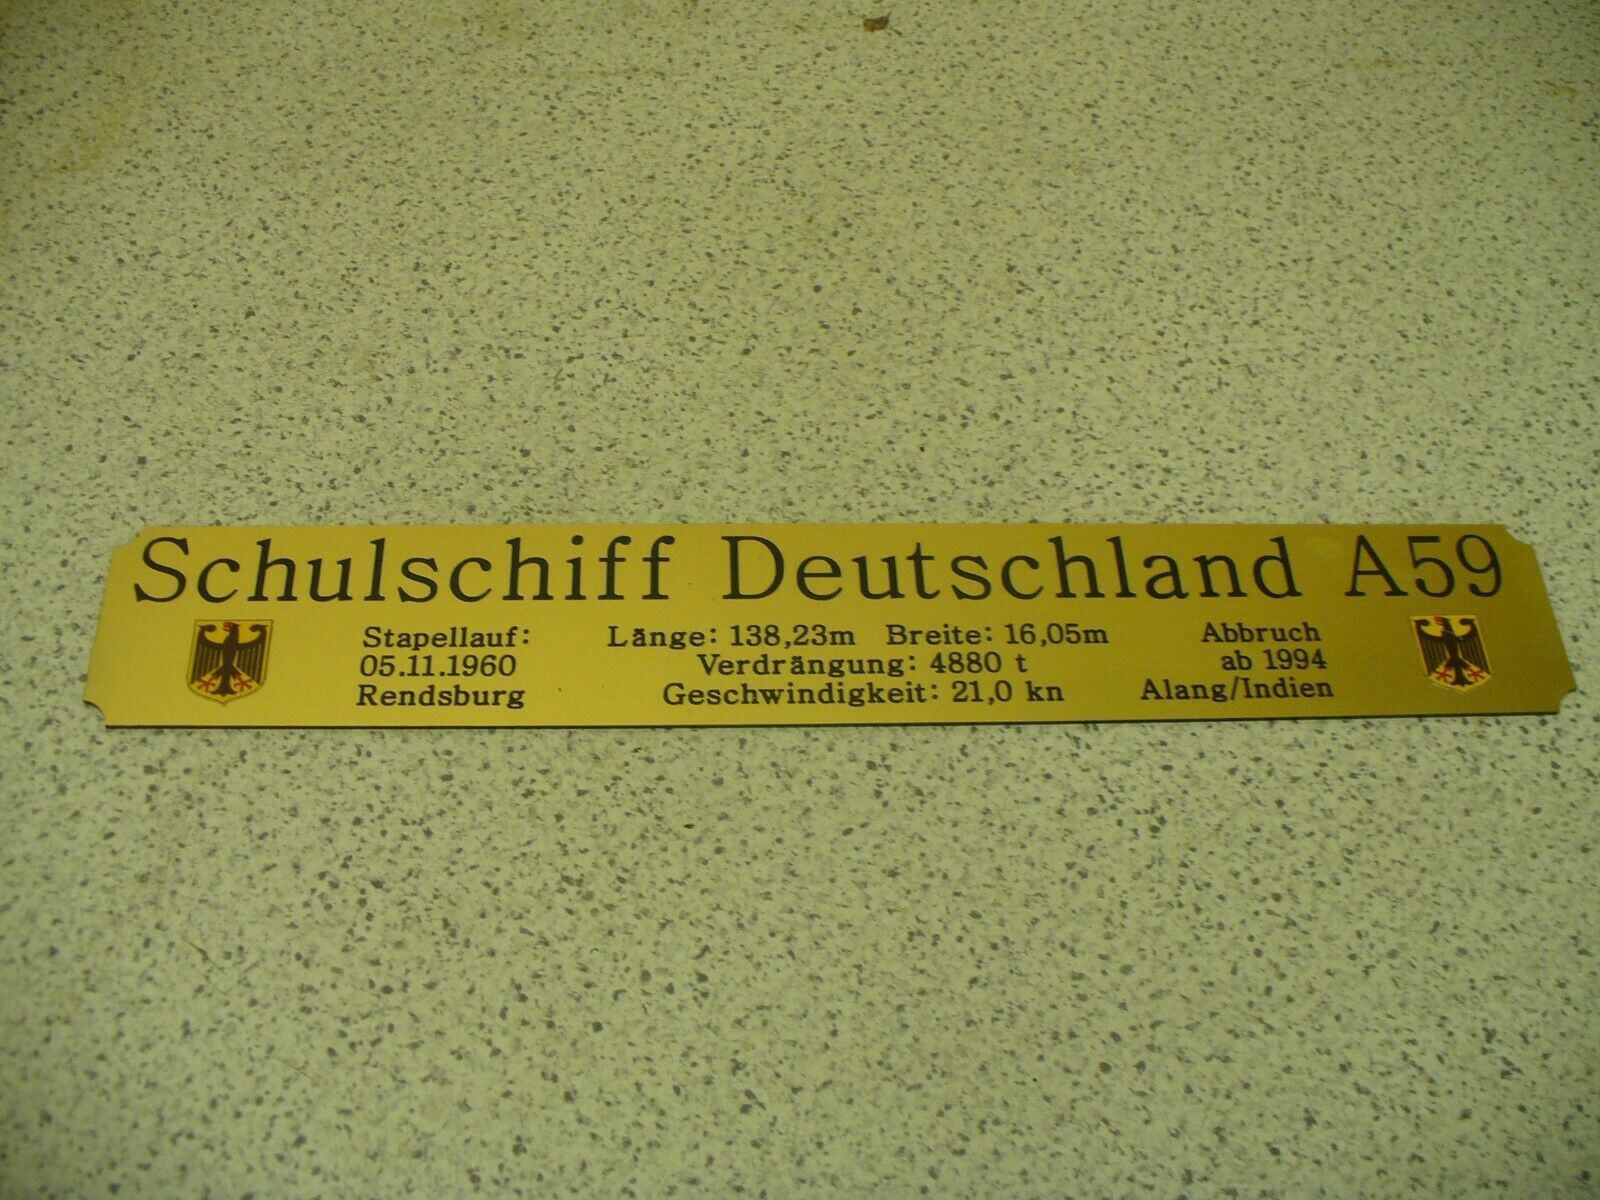 Schulschiff Deutschland A59
Stapellauf:
05.11.1960
Rendsburg
Länge: 138,23m Breite: 16,05m
Verdrängung: 4880 t
Geschwindigkeit: 21,0 kn
Abbruch
ab 1994
Alang/Indien